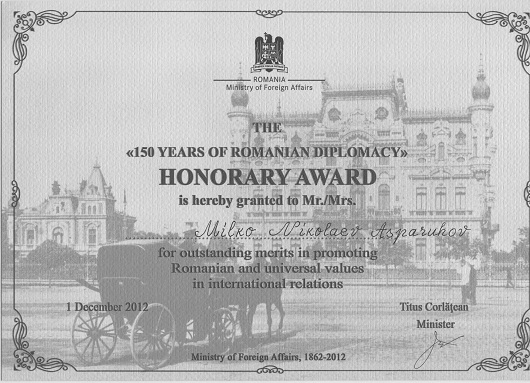 ROMANIA
Ministry of Foreign Affairs
THE
«150 YEARS OF ROMANIAN DIPLOMACY»
HONORARY AWARD
is hereby granted to Mr./Mrs.
Milko Nikolaev Asparuhov
for outstanding merits in promoting
Romanian and universal values
in international relations
1 December 2012
Titus Corlăţean
Minister
Ministry of Foreign Affairs, 1862-2012